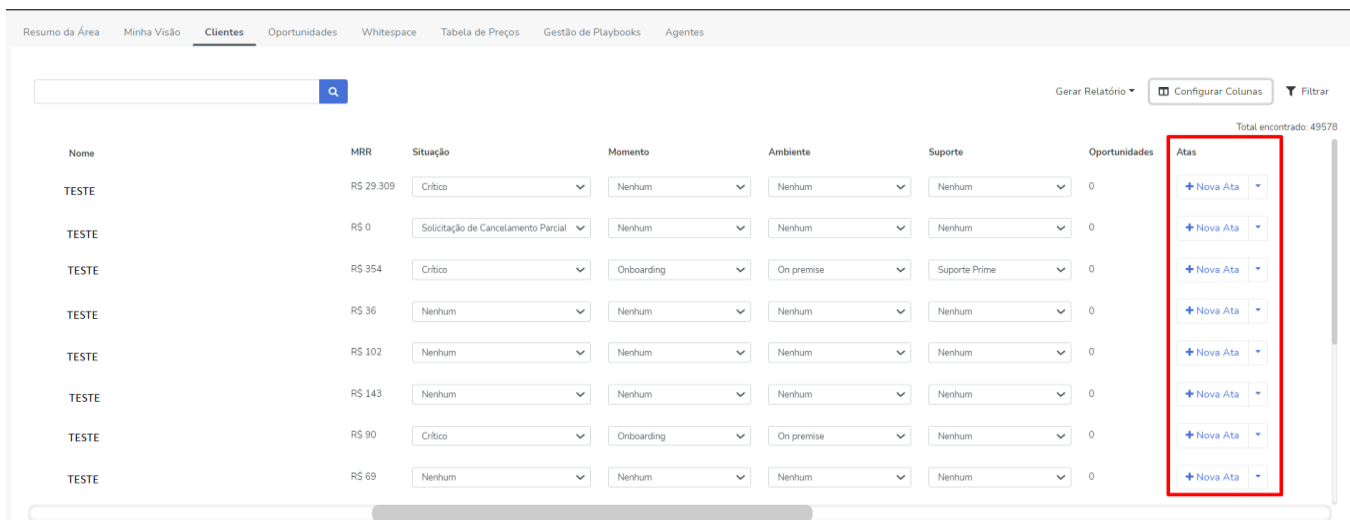 Resumo da Área Minha Visão Clientes Oportunidades Whitespace Tabela de Preços Gestão de Playbooks Agentes
Gerar Relatório Configurar Colunas Filtrar
Total encontrado: 49578
Nome MRR Situação Momento Ambiente Suporte Oportunidades Atas
TESTE R$ 29.309 Crítico Nenhum Nenhum Nenhum 0 + Nova Ata
TESTE R$ 0 Solicitação de Cancelamento Parcial Nenhum Nenhum Nenhum 0 + Nova Ata
TESTE R$ 354 Crítico Onboarding On premise Suporte Prime 0 + Nova Ata
TESTE R$ 36 Nenhum Nenhum Nenhum Nenhum 0 + Nova Ata
TESTE R$ 102 Nenhum Nenhum Nenhum Nenhum 0 + Nova Ata
TESTE R$ 143 Nenhum Nenhum Nenhum Nenhum 0 + Nova Ata
TESTE R$ 90 Crítico Onboarding On premise Nenhum 0 + Nova Ata
TESTE R$ 69 Nenhum Nenhum Nenhum Nenhum 0 + Nova Ata